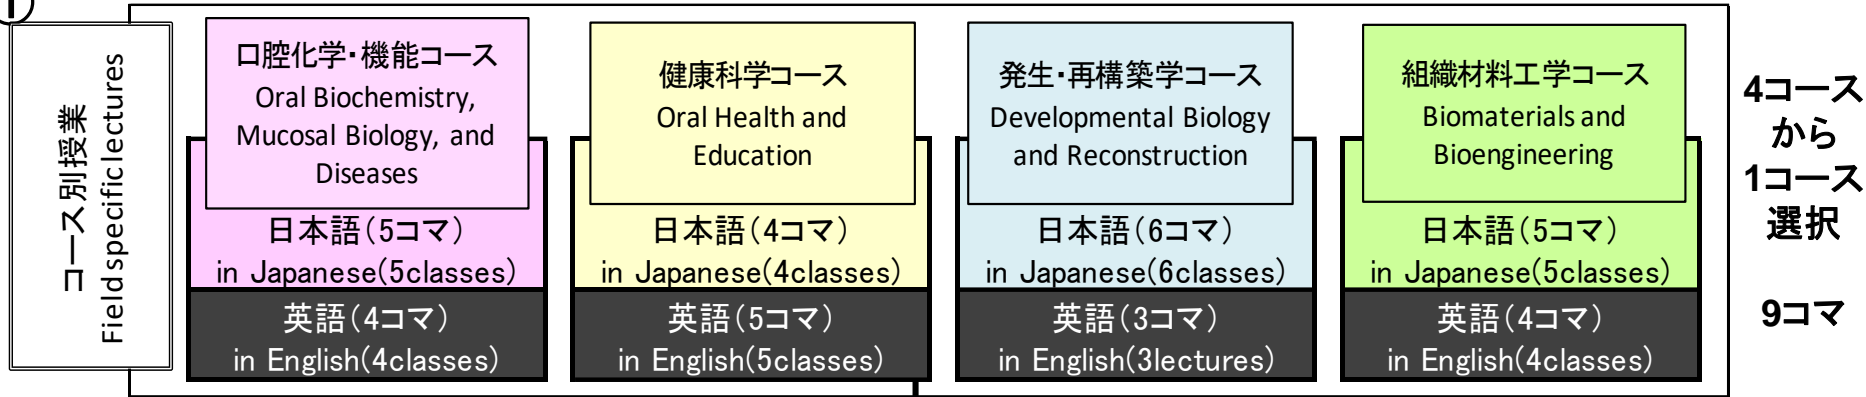 ①
コース別授業
Field specific lectures
口腔化学・機能コース
Oral Biochemistry,
Mucosal Biology, and
Diseases
日本語（5コマ）
in Japanese(5classes)
英語（4コマ）
in English(4classes)
健康科学コース
Oral Health and
Education
日本語（4コマ）
in Japanese(4classes)
英語（5コマ）
in English(5classes)
発生・再構築学コース
Developmental Biology
and Reconstruction
日本語（6コマ）
in Japanese(6classes)
英語（3コマ）
in English(3lectures)
組織材料工学コース
Biomaterials and
Bioengineering
日本語（5コマ）
in Japanese(5classes)
英語（4コマ）
in English(4classes)
4コース
から
1コース
選択
9コマ